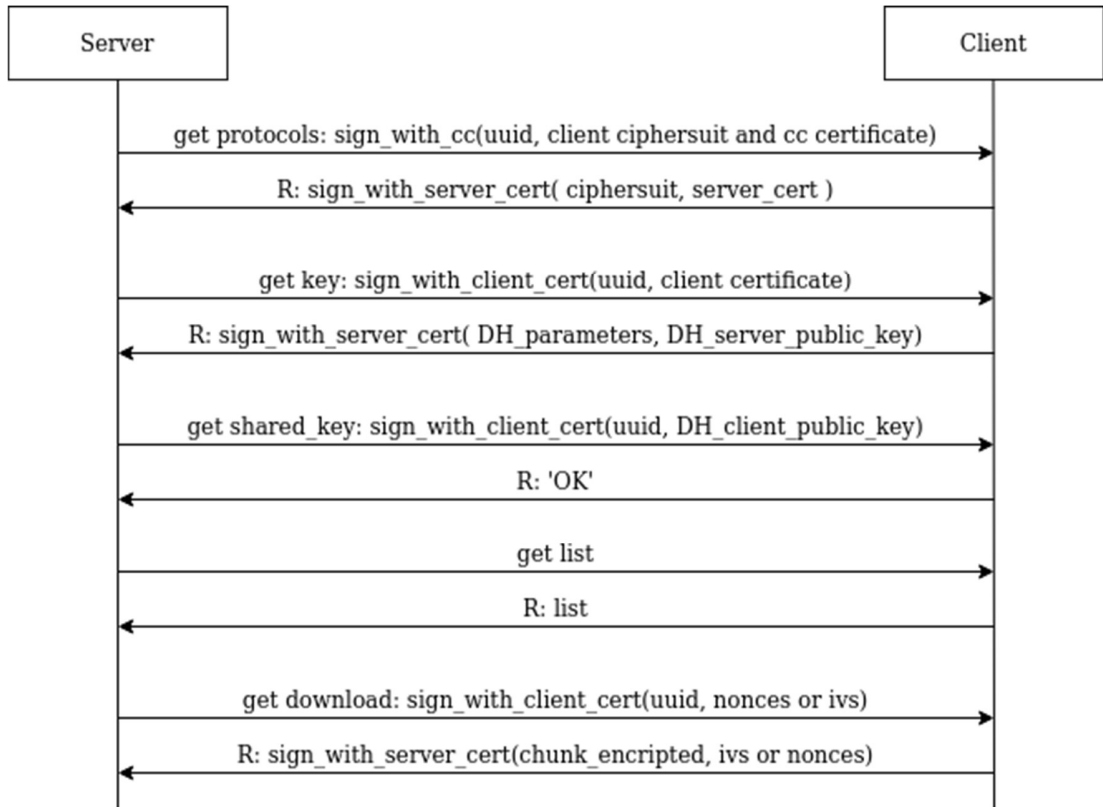 Server
Client
get protocols: sign_with_cc(uuid, client ciphersuit and cc certificate)
R: sign_with_server_cert( ciphersuit, server_cert )
get key: sign_with_client_cert(uuid, client certificate)
R: sign_with_server_cert( DH_parameters, DH_server_public_key)
get shared_key: sign_with_client_cert(uuid, DH_client_public_key)
R: 'OK'
get list
R: list
get download: sign_with_client_cert(uuid, nonces or ivs)
R: sign_with_server_cert(chunk_encripted, ivs or nonces)